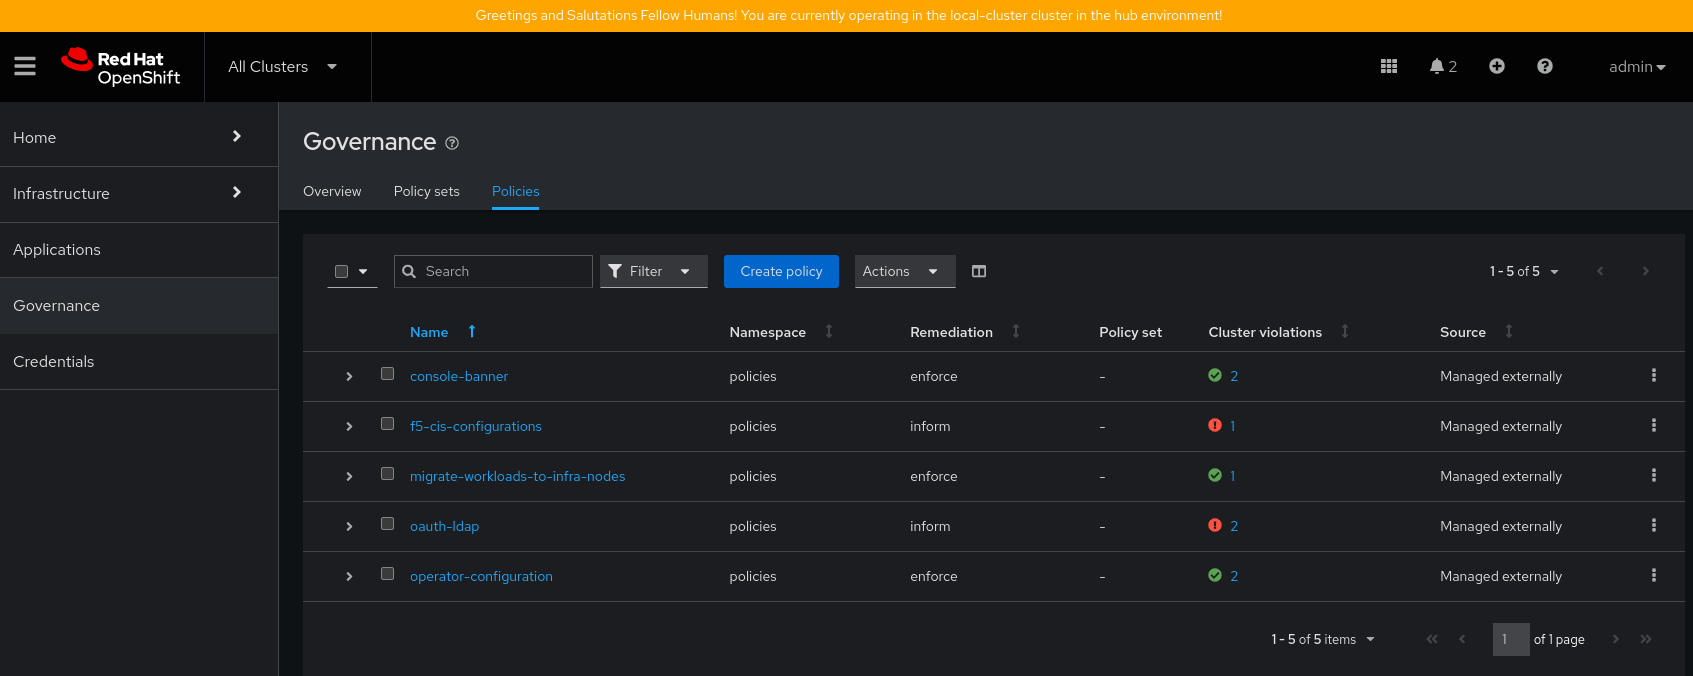 Greetings and Salutations Fellow Humans! You are currently operating in the local-cluster cluster in the hub environment!
Red Hat
OpenShift
All Clusters
2
admin
Home
Infrastructure
Applications
Governance
Credentials
Governance
Overview Policy sets Policies
Search Filter Create policy Actions 1 - 5 of 5
Name Namespace Remediation Policy set Cluster violations Source
console-banner policies enforce - 2 Managed externally
f5-cis-configurations policies inform - 1 Managed externally
migrate-workloads-to-infra-nodes policies enforce - 1 Managed externally
oauth-ldap policies inform - 2 Managed externally
operator-configuration policies enforce - 2 Managed externally
1 - 5 of 5 items 1 of 1 page